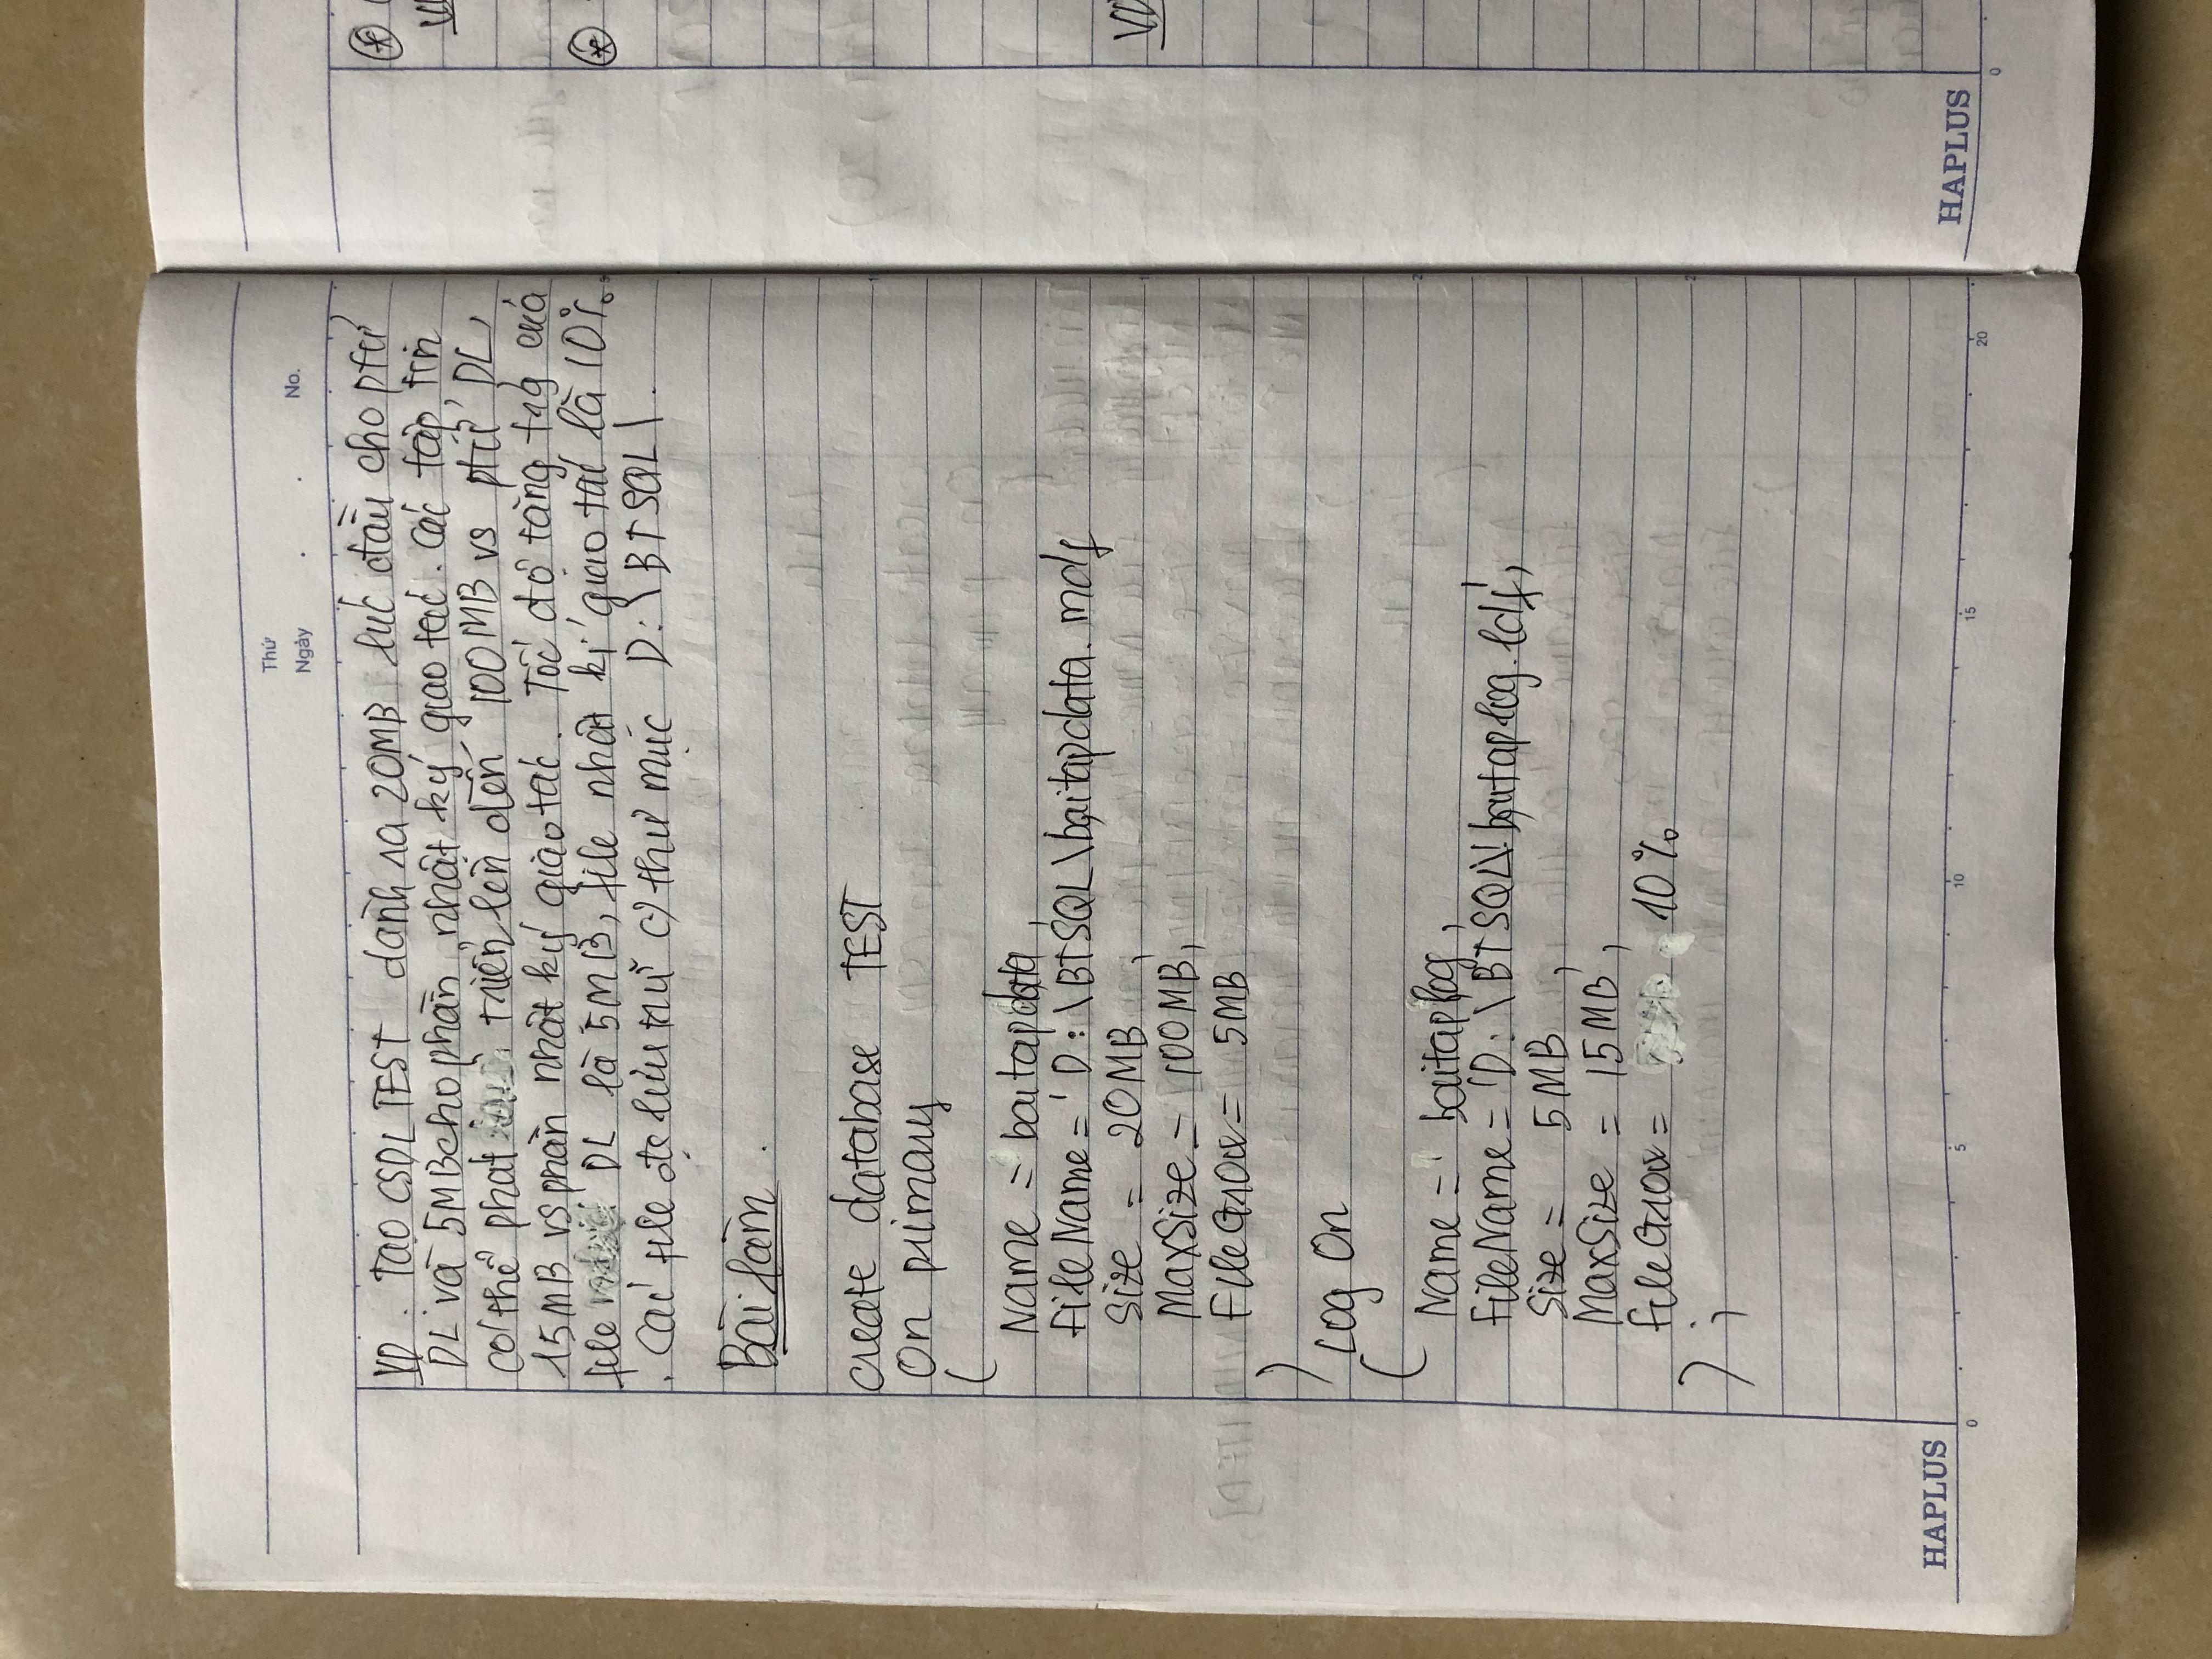 Thứ
Ngày . . No.
VD. Tạo CSDL TEST dành ra 20MB lúc đầu cho ptử
DL và 5MB cho phần nhật ký giao tác. Các tập tin
có thể phát triển lên đến 100MB vs ptử DL,
15MB vs phần nhật ký giao tác. Tốc độ tăng trg của
file DL là 5MB, file nhật kí giao tác là 10%.
. Các file đc lưu trữ ở thư mục D:\BTSQL\.
Bài làm.
create database TEST
On primary
(
Name = baitapdata,
FileName = 'D:\BTSQL\baitapdata.mdf
Size = 20MB,
MaxSize = 100MB,
FileGrow = 5MB
)
Log On
(
Name = ' baitaplog,
FileName = 'D:\BTSQL\baitaplog.ldf',
Size = 5MB,
MaxSize = 15MB,
FileGrow = 10%
);
HAPLUS
0 5 10 15 20
HAPLUS
0